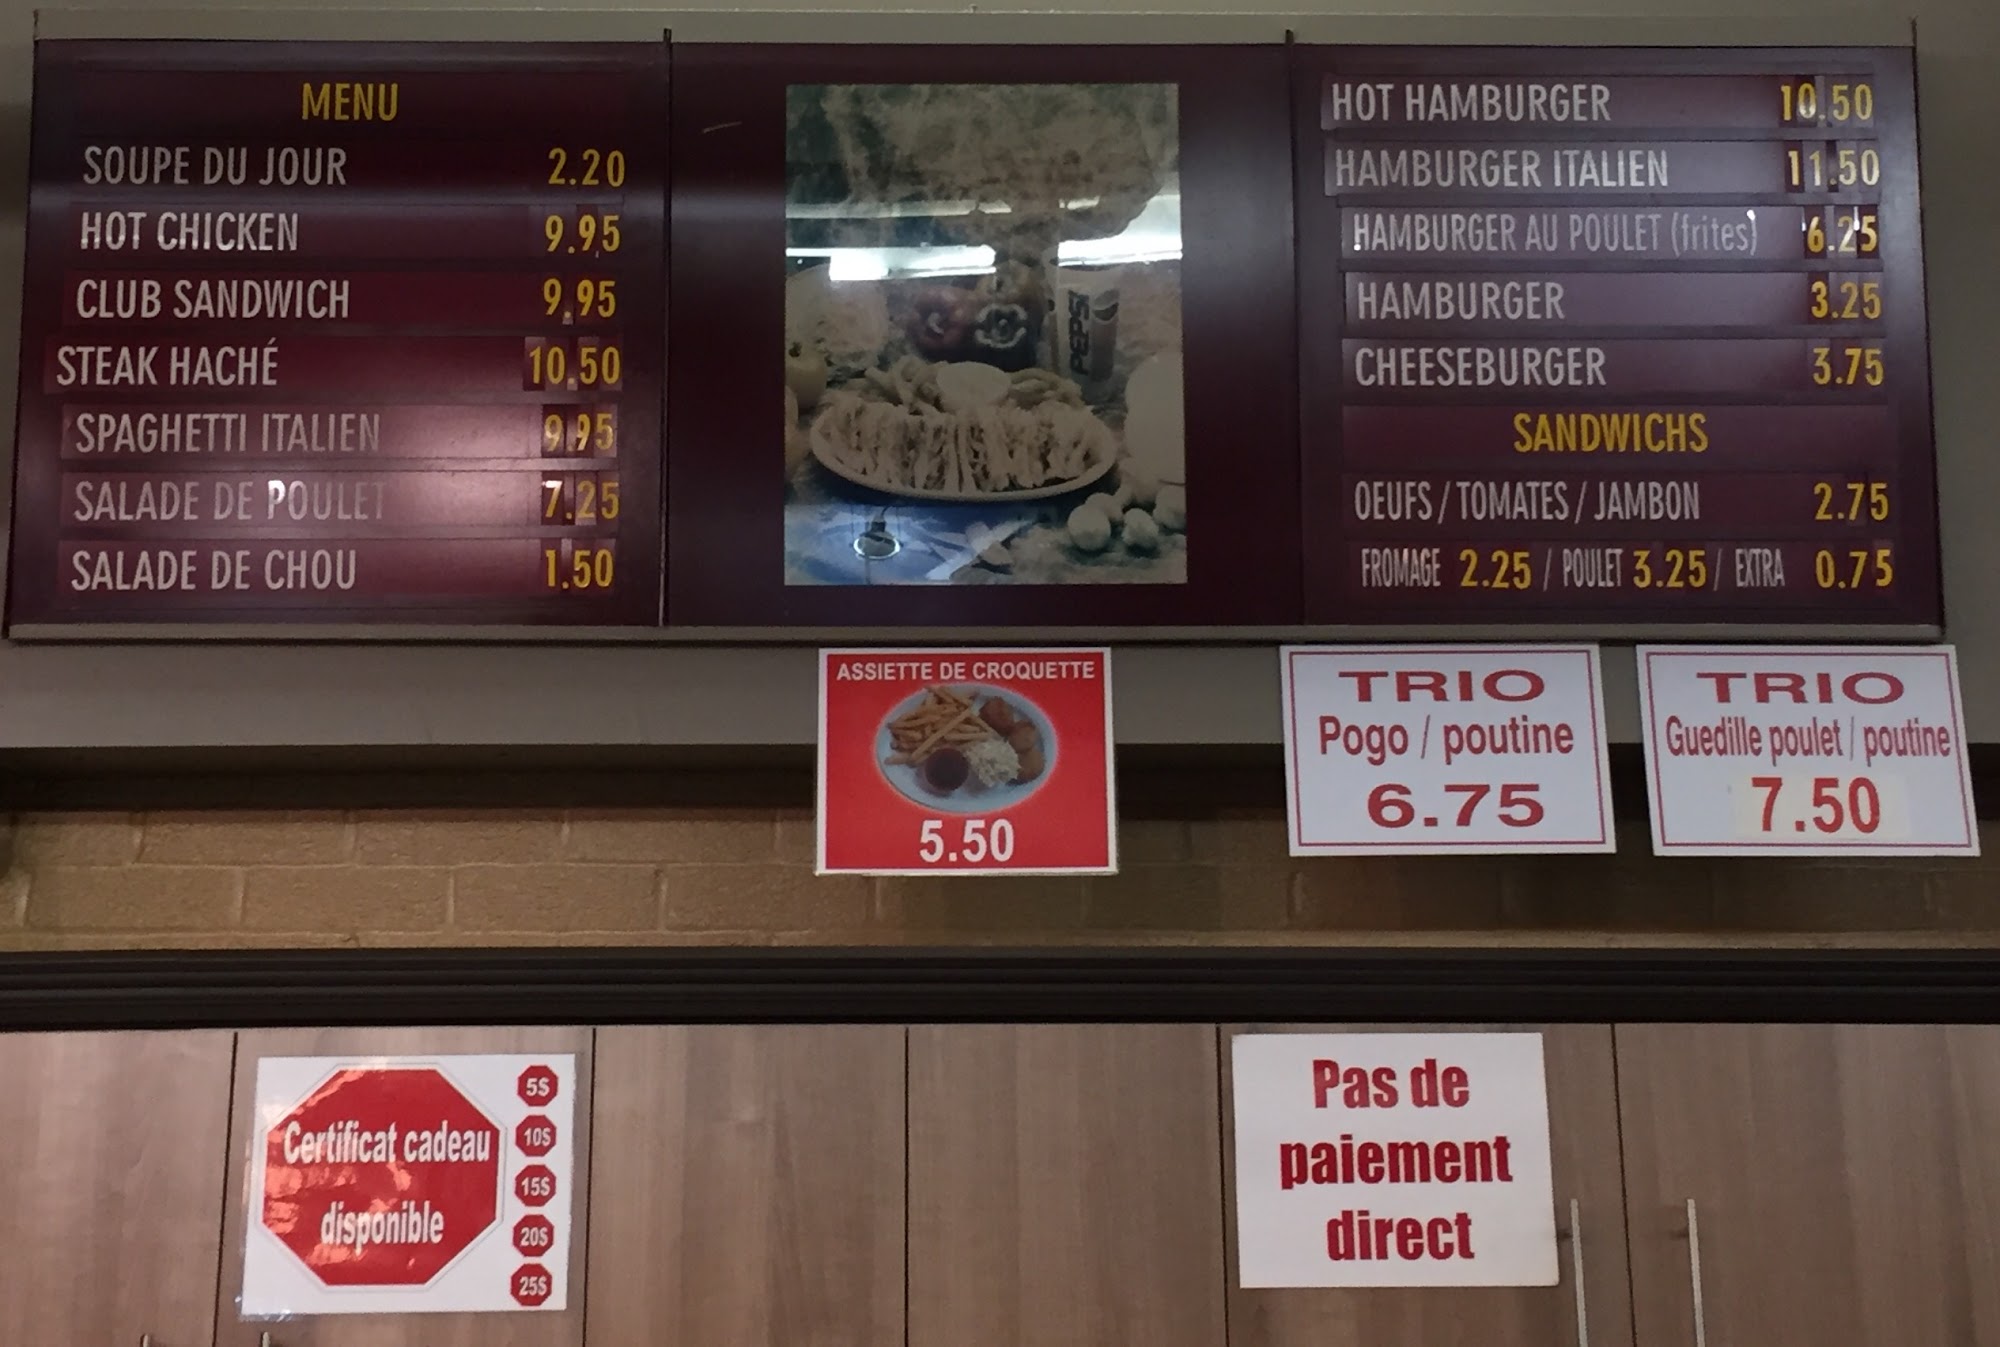 MENU
SOUPE DU JOUR 2.20
HOT CHICKEN 9.95
CLUB SANDWICH 9.95
STEAK HACHÉ 10.50
SPAGHETTI ITALIEN 9.95
SALADE DE POULET 7.25
SALADE DE CHOU 1.50
PEPSI
HOT HAMBURGER 10.50
HAMBURGER ITALIEN 11.50
HAMBURGER AU POULET (frites) 6.25
HAMBURGER 3.25
CHEESEBURGER 3.75
SANDWICHS
OEUFS / TOMATES / JAMBON 2.75
FROMAGE 2.25 / POULET 3.25 / EXTRA 0.75
ASSIETTE DE CROQUETTE
5.50
TRIO
Pogo / poutine
6.75
TRIO
Guedille poulet / poutine
7.50
Certificat cadeau
disponible
5$
10$
15$
20$
25$
Pas de
paiement
direct